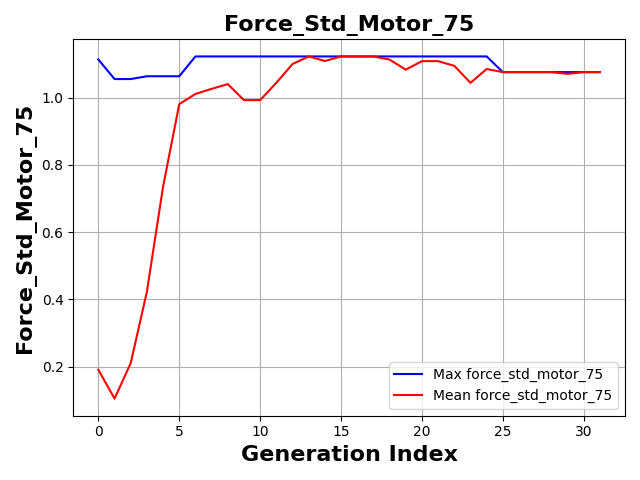 Force_Std_Motor_75
Force_Std_Motor_75
1.0
0.8
0.6
0.4
0.2
0 5 10 15 20 25 30
Generation Index
Max force_std_motor_75
Mean force_std_motor_75